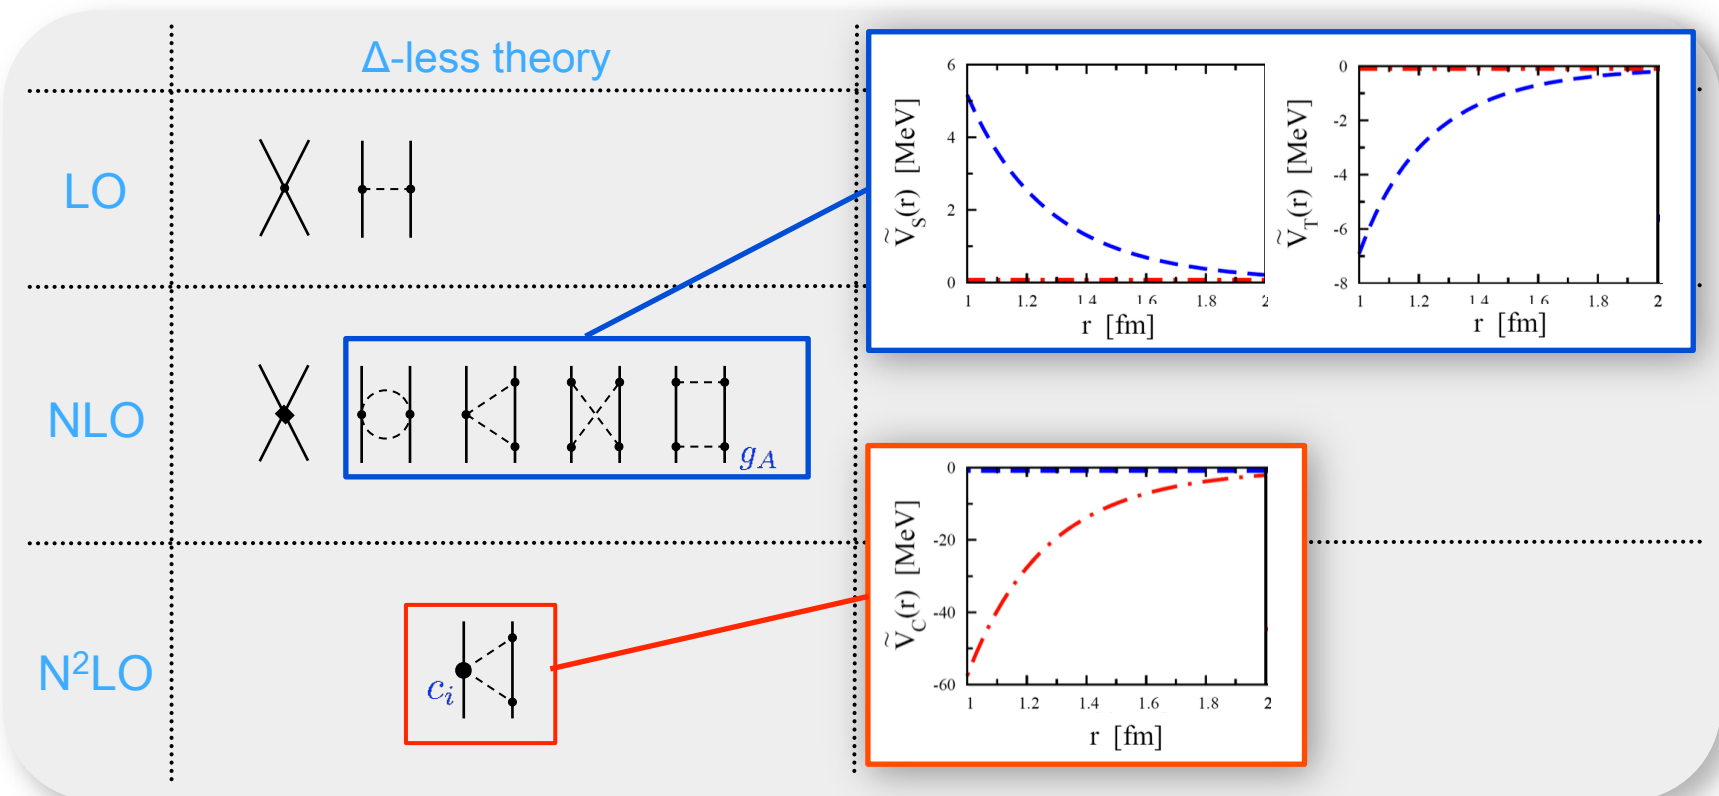 Δ-less theory
LO
NLO
N²LO
g_A
c_i
6
4
2
0
1 1.2 1.4 1.6 1.8 2
r [fm]
Ṽ_S(r) [MeV]
0
-2
-4
-6
-8
1 1.2 1.4 1.6 1.8 2
r [fm]
Ṽ_T(r) [MeV]
0
-20
-40
-60
1 1.2 1.4 1.6 1.8 2
r [fm]
Ṽ_C(r) [MeV]